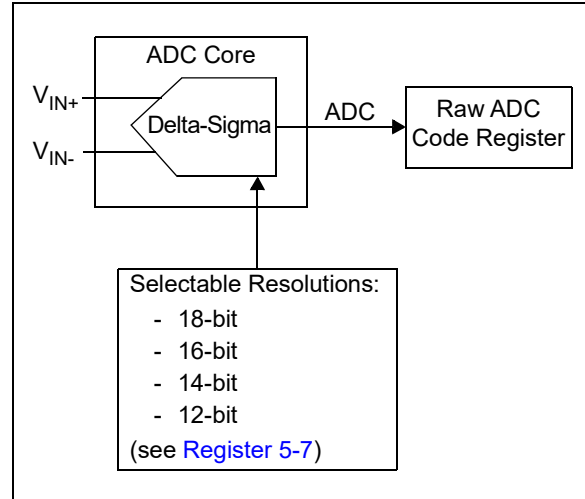 ADC Core
VIN+
VIN-
Delta-Sigma
ADC
Raw ADC
Code Register
Selectable Resolutions:
- 18-bit
- 16-bit
- 14-bit
- 12-bit
(see Register 5-7)